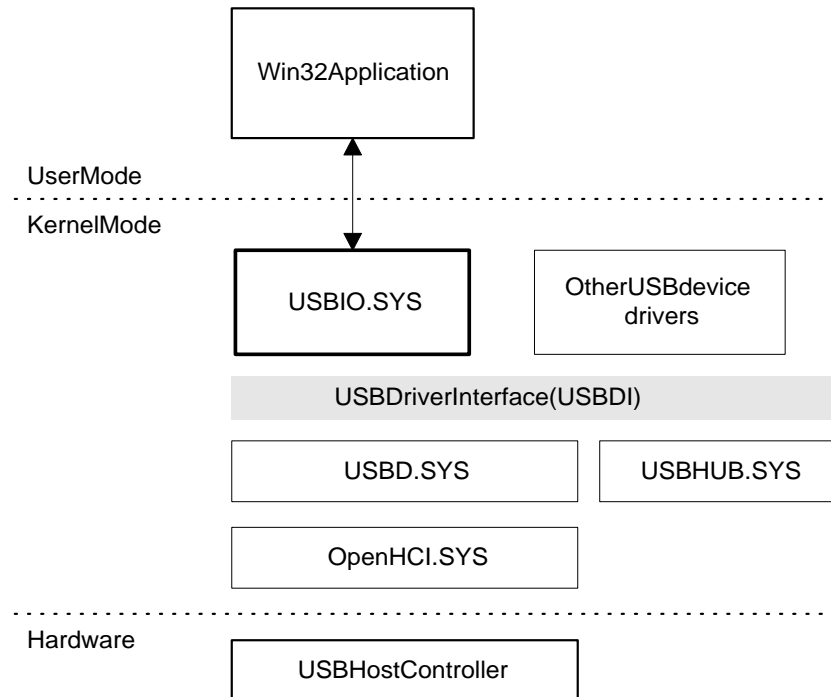 Win32Application
UserMode
KernelMode
USBIO.SYS
OtherUSBdevice
drivers
USBDriverInterface(USBDI)
USBD.SYS
USBHUB.SYS
OpenHCI.SYS
Hardware
USBHostController